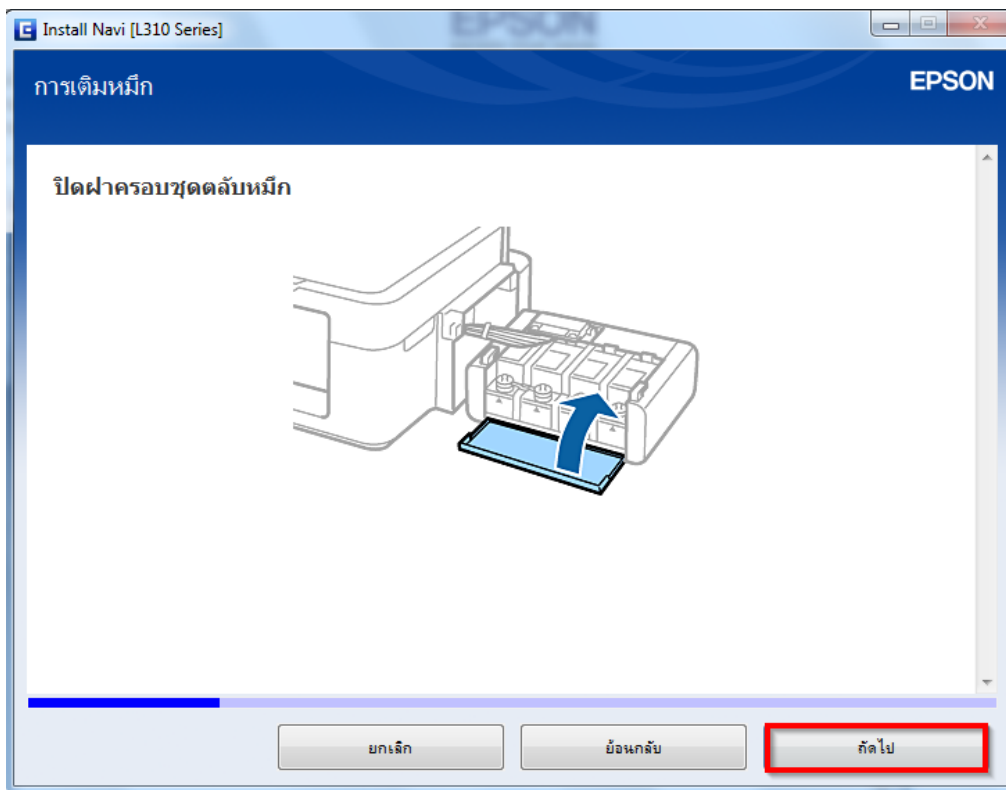 EPSON
Install Navi [L310 Series]
การเติมหมึก
EPSON
ปิดฝาครอบชุดตลับหมึก
ยกเลิก
ย้อนกลับ
ถัดไป